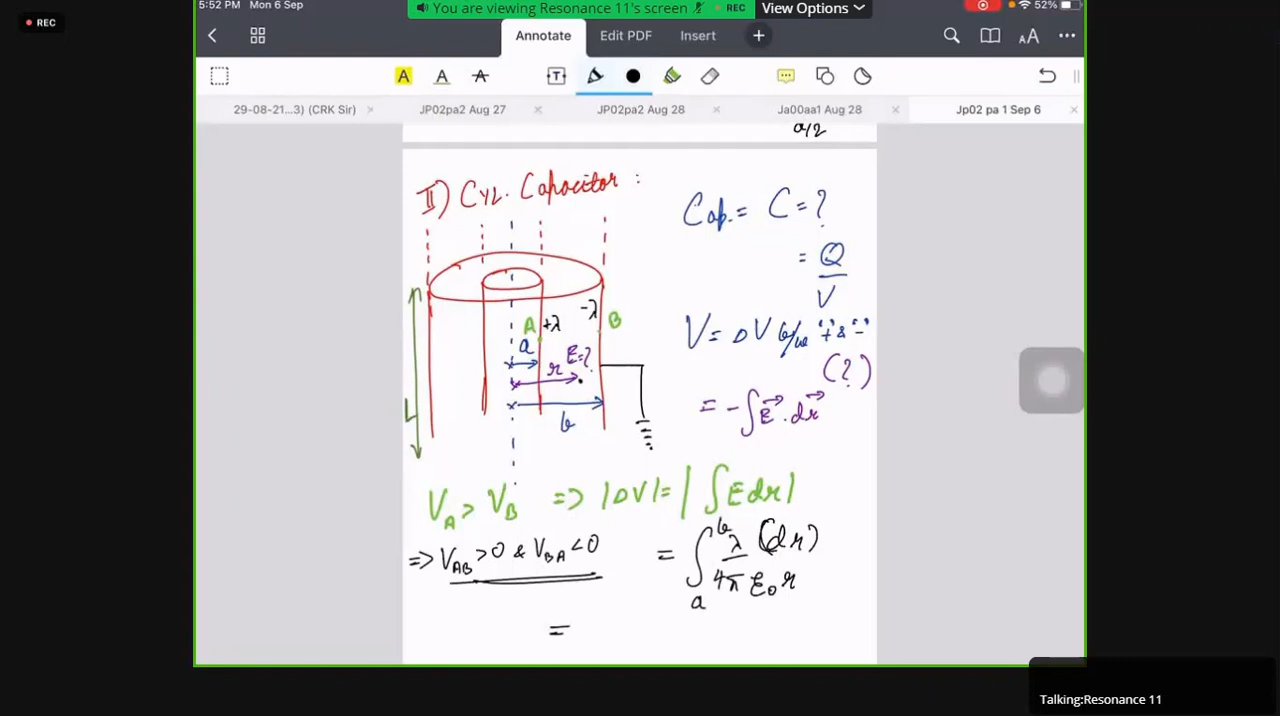 5:52 PM Mon 6 Sep
You are viewing Resonance 11's screen
REC
View Options
52%
REC
Annotate
Edit PDF
Insert
+
AA
A A A T
29-08-21...3) (CRK Sir) ×
JP02pa2 Aug 27 ×
JP02pa2 Aug 28 ×
Ja00aa1 Aug 28 ×
Jp02 pa 1 Sep 6 ×
a/2
II) Cyl. Capacitor :
Cap. = C = ?
= Q/V
A +λ -λ B
a
r E=?
b
L
V = ΔV b/w '+' & '-'
(?)
= -∫E⃗ . dr⃗
V_A > V_B => |ΔV| = |∫E dr|
=> V_AB > 0 & V_BA < 0
= ∫_a^b λ/(4π ε₀ r) (dr)
=
Talking:Resonance 11